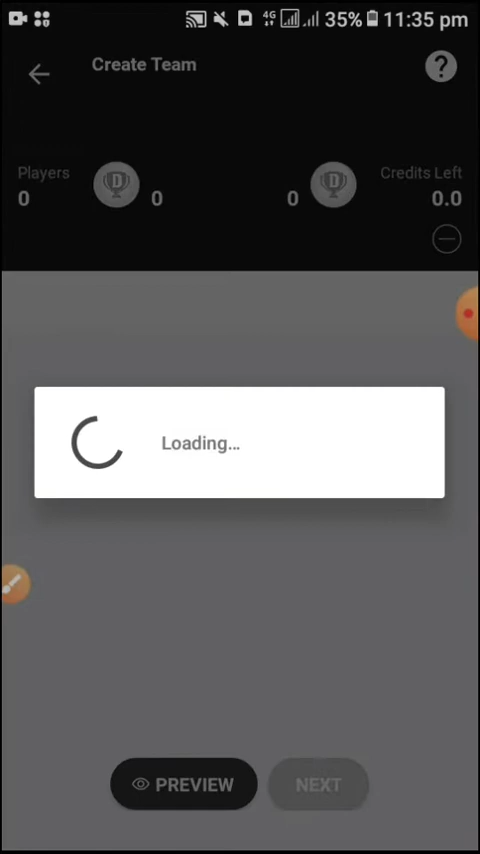 4G 35% 11:35 pm
Create Team
?
Players
Credits Left
0
D
0
0
D
0.0
Loading...
PREVIEW
NEXT